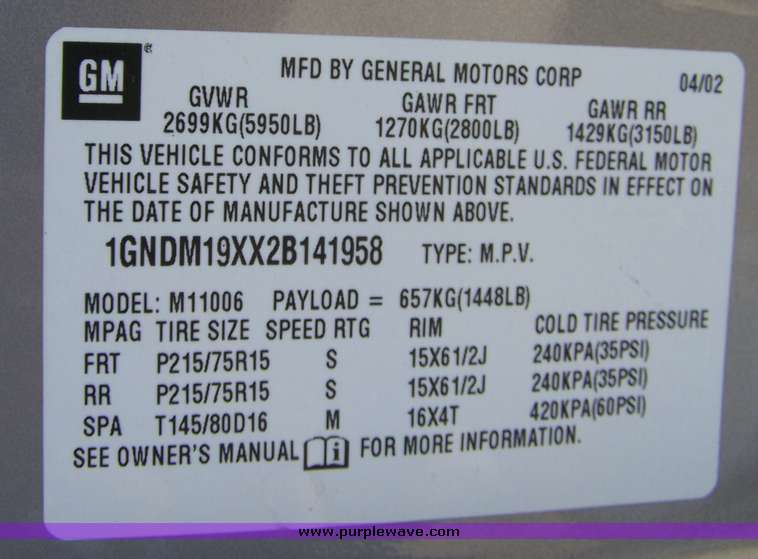 GM ®
MFD BY GENERAL MOTORS CORP 04/02
GVWR GAWR FRT GAWR RR
2699KG(5950LB) 1270KG(2800LB) 1429KG(3150LB)
THIS VEHICLE CONFORMS TO ALL APPLICABLE U.S. FEDERAL MOTOR
VEHICLE SAFETY AND THEFT PREVENTION STANDARDS IN EFFECT ON
THE DATE OF MANUFACTURE SHOWN ABOVE.
1GNDM19XX2B141958 TYPE: M.P.V.
MODEL: M11006 PAYLOAD = 657KG(1448LB)
MPAG TIRE SIZE SPEED RTG RIM COLD TIRE PRESSURE
FRT P215/75R15 S 15X61/2J 240KPA(35PSI)
RR P215/75R15 S 15X61/2J 240KPA(35PSI)
SPA T145/80D16 M 16X4T 420KPA(60PSI)
SEE OWNER'S MANUAL i FOR MORE INFORMATION.
www.purplewave.com